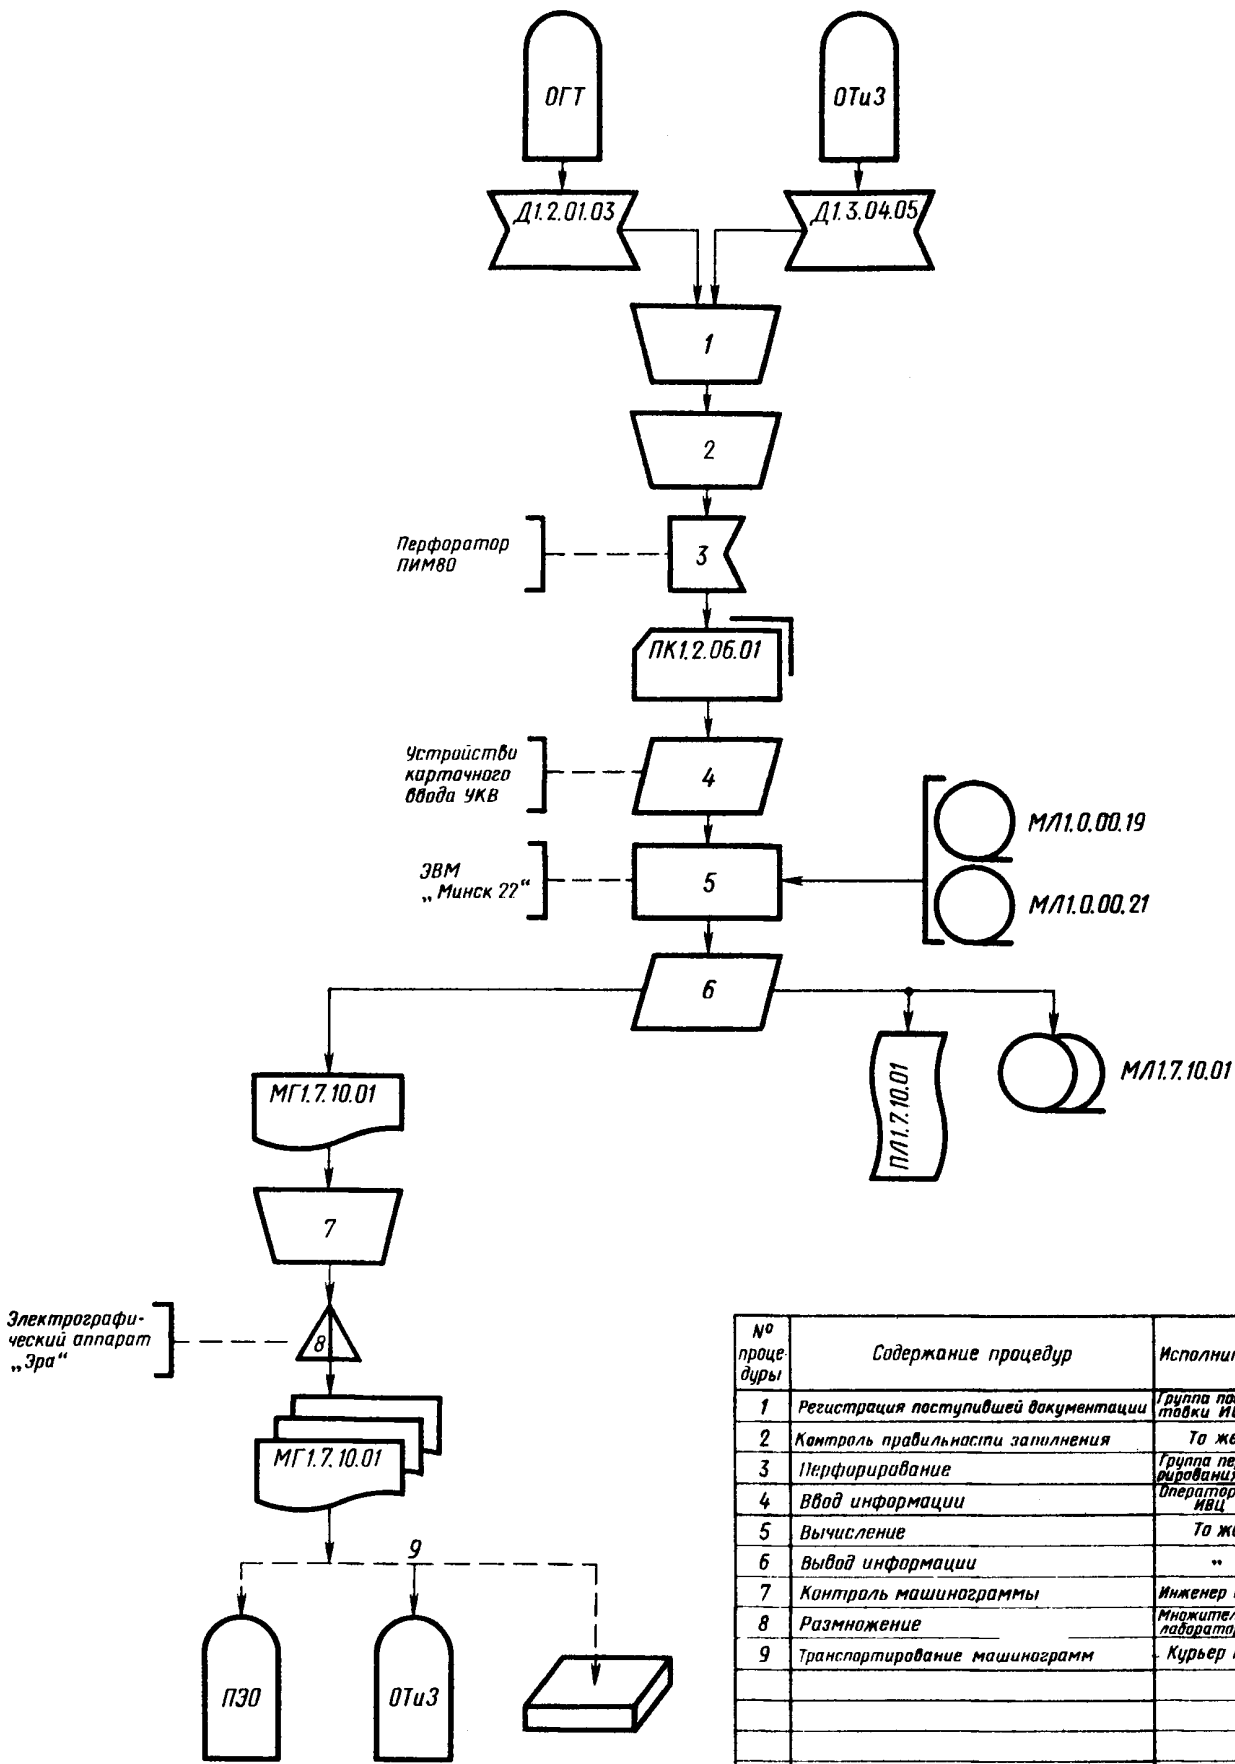 ОГТ
ОТиЗ
Д1.2.01.03
Д1.3.04.05
1
2
Перфоратор
ПИМ80
3
ПК1.2.06.01
Устройство
карточного
ввода УКВ
4
ЭВМ
„Минск 22“
5
МЛ1.0.00.19
МЛ1.0.00.21
6
МГ1.7.10.01
ПЛ1.7.10.01
МЛ1.7.10.01
7
Электрографи-
ческий аппарат
„Эра“
8
МГ1.7.10.01
9
ПЭО
ОТиЗ
№
проце-
дуры
Содержание процедур
1
Регистрация поступившей документации
Группа
2
Контроль правильности заполнения
То же
3
Перфорирование
Группа
4
Ввод информации
ИВЦ
5
Вычисление
То же
6
Вывод информации
"
7
Контроль машинограммы
Инженер
8
Размножение
9
Транспортирование машинограмм
Курьер